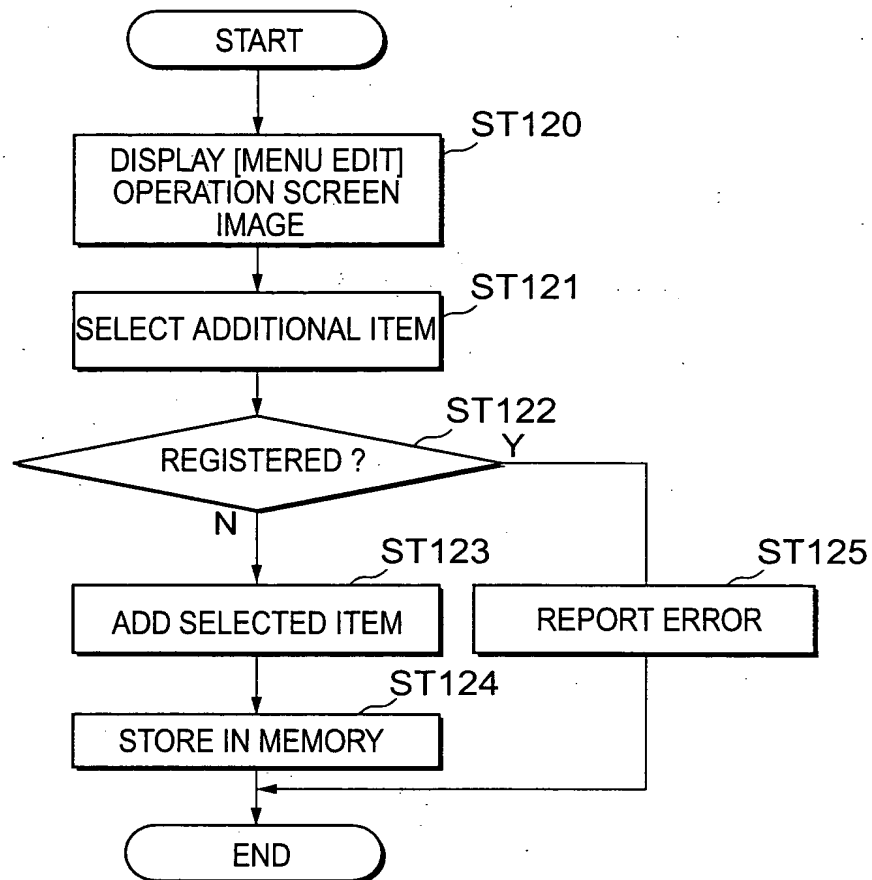 START
ST120
DISPLAY [MENU EDIT]
OPERATION SCREEN
IMAGE
ST121
SELECT ADDITIONAL ITEM
ST122
REGISTERED ?
Y
N
ST123
ADD SELECTED ITEM
ST125
REPORT ERROR
ST124
STORE IN MEMORY
END